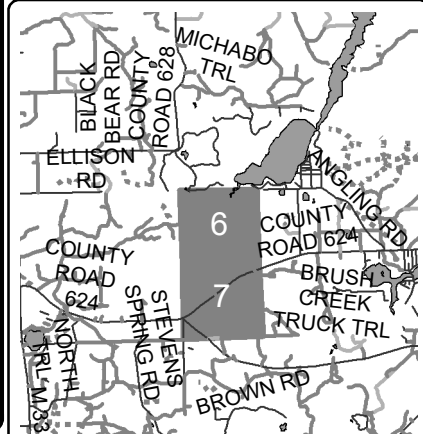 MICHABO
TRL
BLACK
BEAR RD
COUNTY
ROAD 628
ELLISON
RD
ANGLING RD
6
COUNTY
ROAD 624
COUNTY
ROAD
624
7
BRUSH
CREEK
TRUCK TRL
STEVENS
SPRING RD
NORTH
TRL M 33
BROWN RD